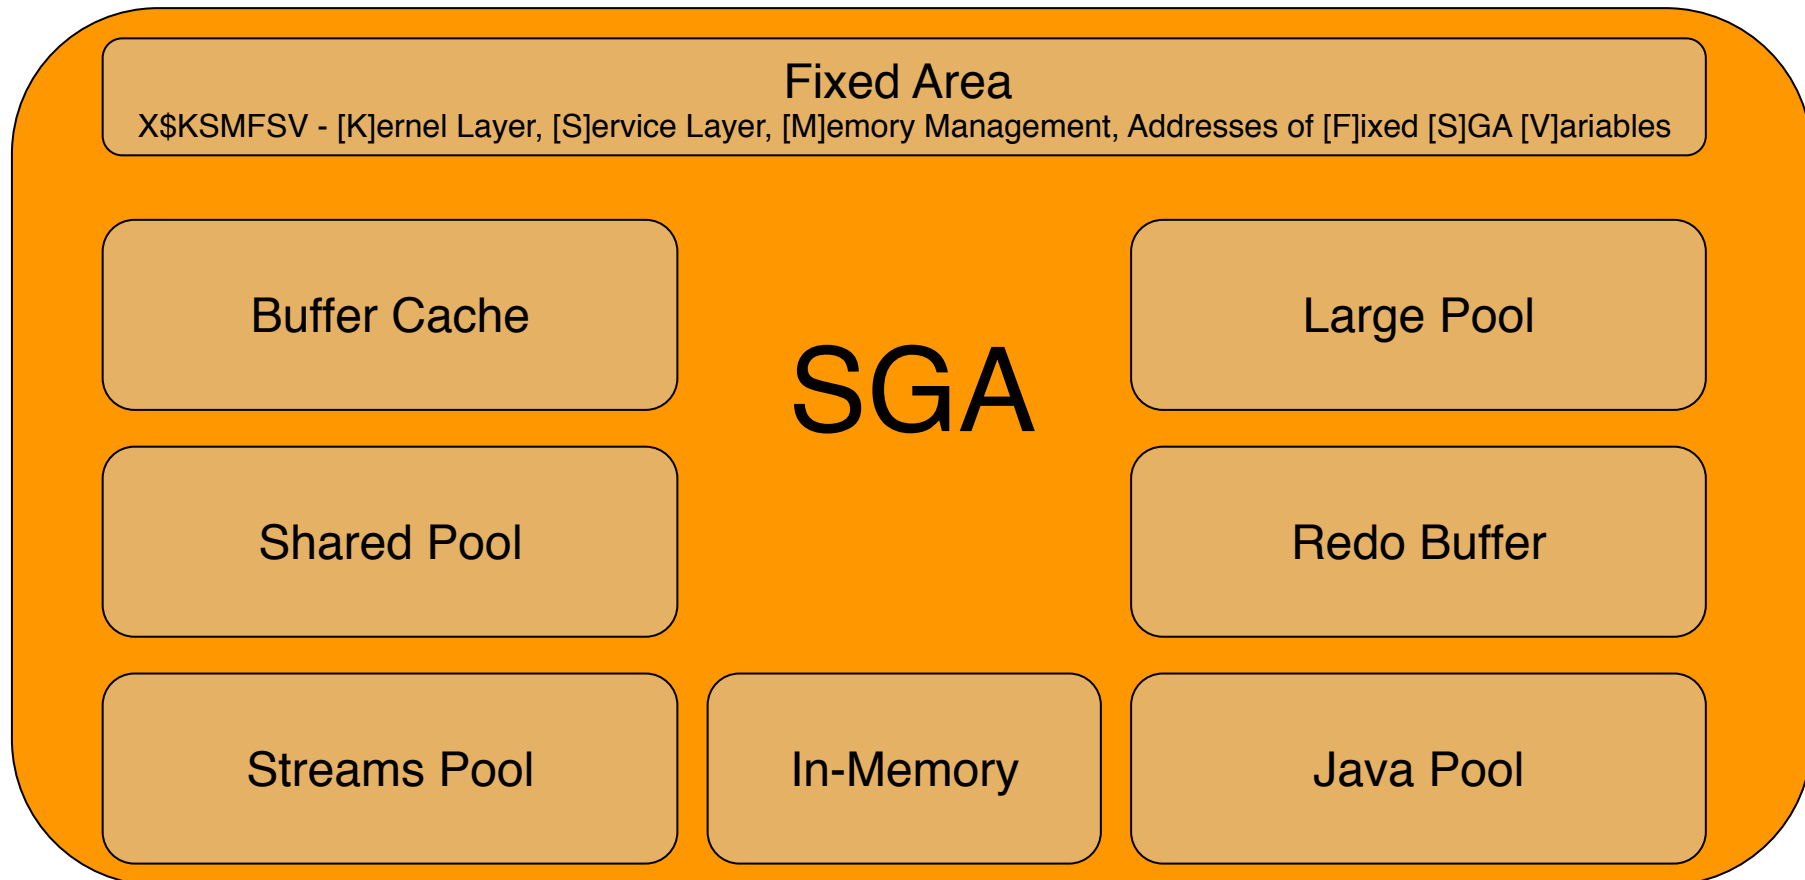 Fixed Area
X$KSMFSV - [K]ernel Layer, [S]ervice Layer, [M]emory Management, Addresses of [F]ixed [S]GA [V]ariables
Buffer Cache
Large Pool
SGA
Shared Pool
Redo Buffer
Streams Pool
In-Memory
Java Pool